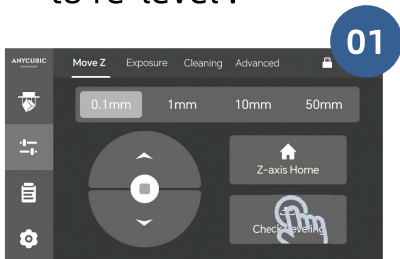 to re-level .
01
ANYCUBIC
Move Z Exposure Cleaning Advanced
0.1mm 1mm 10mm 50mm
Z-axis Home
Check Leveling